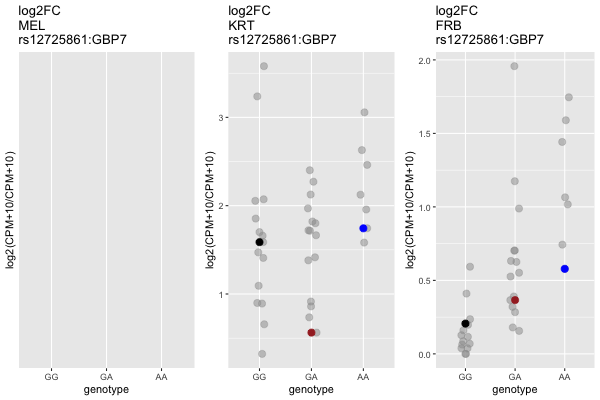 log2FC
MEL
rs12725861:GBP7
log2(CPM+10/CPM+10)
GG GA AA
genotype
log2FC
KRT
rs12725861:GBP7
log2(CPM+10/CPM+10)
3
2
1
GG GA AA
genotype
log2FC
FRB
rs12725861:GBP7
log2(CPM+10/CPM+10)
2.0
1.5
1.0
0.5
0.0
GG GA AA
genotype